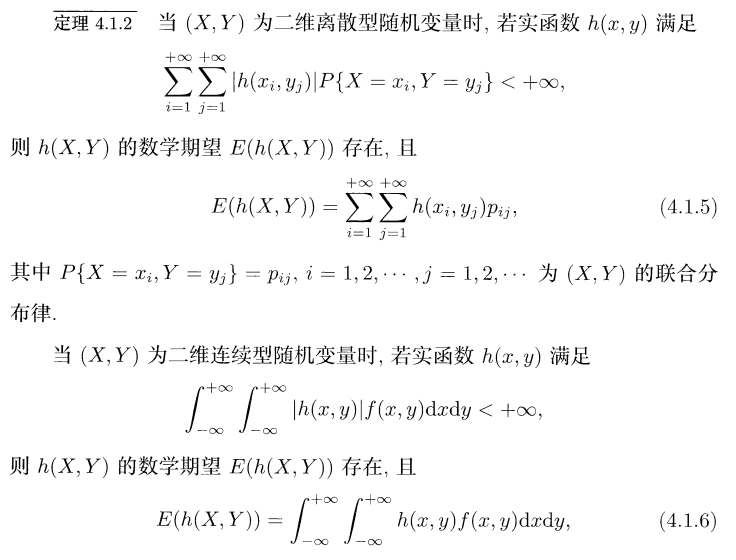 定理 4.1.2 当 (X, Y) 为二维离散型随机变量时, 若实函数 h(x, y) 满足
$\sum_{i=1}^{+\infty}\sum_{j=1}^{+\infty}|h(x_i, y_j)|P\{X = x_i, Y = y_j\} < +\infty,$
则 h(X, Y) 的数学期望 E(h(X, Y)) 存在, 且
$E(h(X, Y)) = \sum_{i=1}^{+\infty}\sum_{j=1}^{+\infty}h(x_i, y_j)p_{ij},$ (4.1.5)
其中 $P\{X = x_i, Y = y_j\} = p_{ij}, i = 1, 2, \cdots, j = 1, 2, \cdots$ 为 (X, Y) 的联合分
布律.
当 (X, Y) 为二维连续型随机变量时, 若实函数 h(x, y) 满足
$\int_{-\infty}^{+\infty}\int_{-\infty}^{+\infty}|h(x, y)|f(x, y)\mathrm{d}x\mathrm{d}y < +\infty,$
则 h(X, Y) 的数学期望 E(h(X, Y)) 存在, 且
$E(h(X, Y)) = \int_{-\infty}^{+\infty}\int_{-\infty}^{+\infty}h(x, y)f(x, y)\mathrm{d}x\mathrm{d}y,$ (4.1.6)